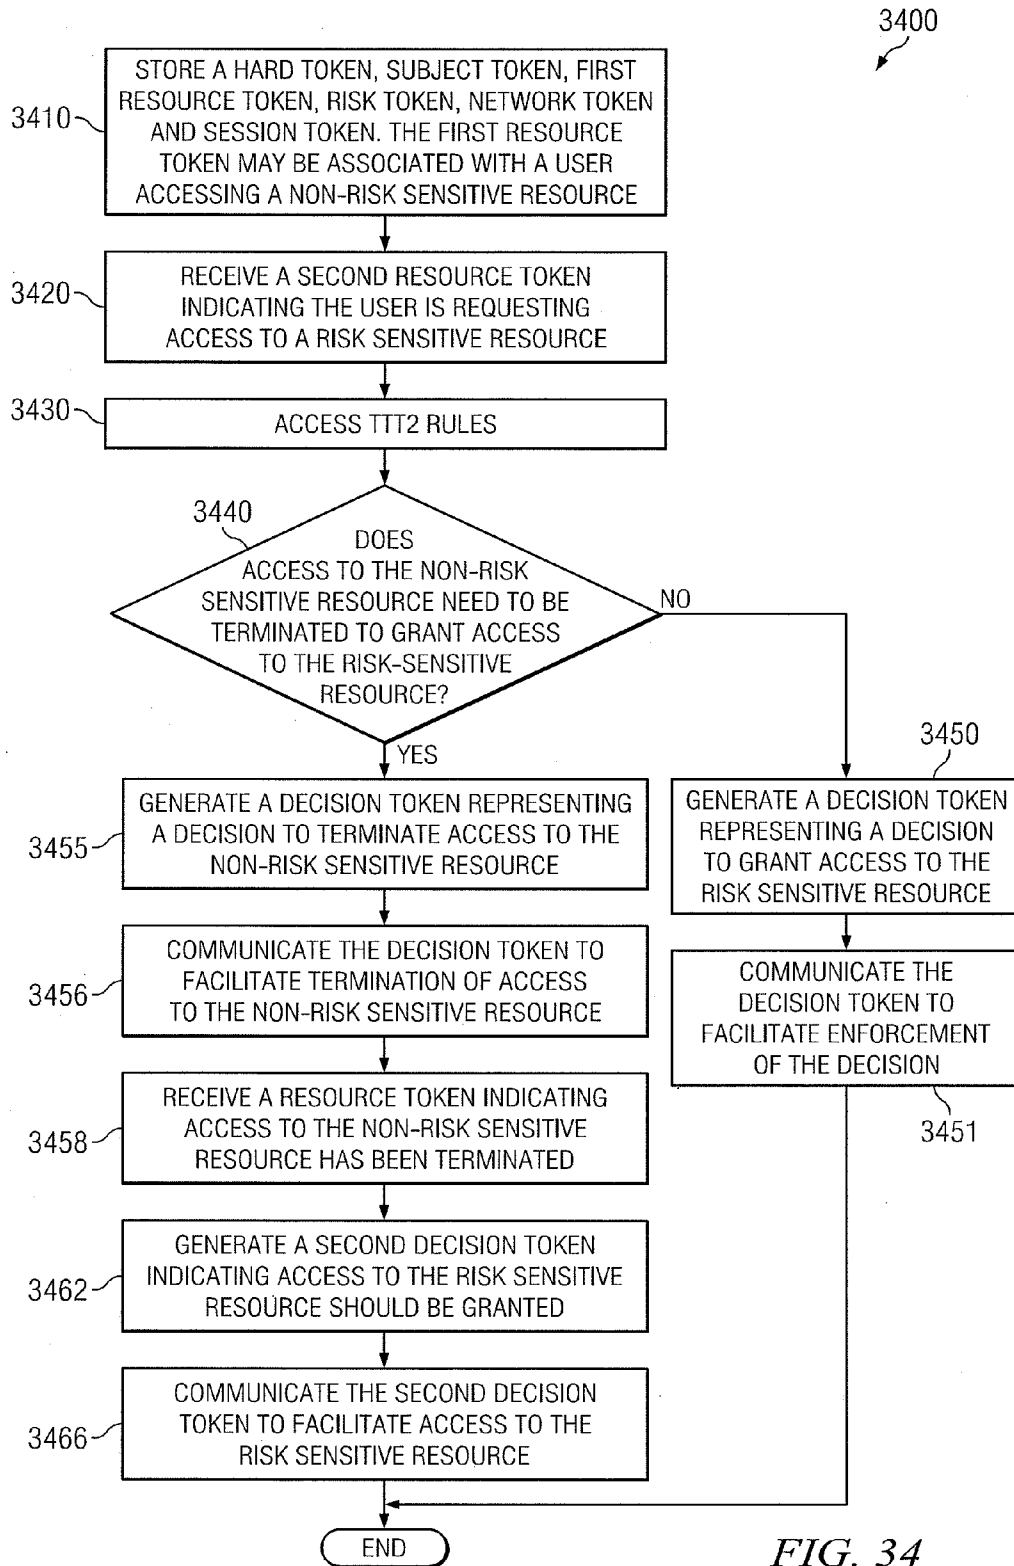 3400
3410
STORE A HARD TOKEN, SUBJECT TOKEN, FIRST
RESOURCE TOKEN, RISK TOKEN, NETWORK TOKEN
AND SESSION TOKEN. THE FIRST RESOURCE
TOKEN MAY BE ASSOCIATED WITH A USER
ACCESSING A NON-RISK SENSITIVE RESOURCE
3420
RECEIVE A SECOND RESOURCE TOKEN
INDICATING THE USER IS REQUESTING
ACCESS TO A RISK SENSITIVE RESOURCE
3430
ACCESS TTT2 RULES
3440
DOES
ACCESS TO THE NON-RISK
SENSITIVE RESOURCE NEED TO BE
TERMINATED TO GRANT ACCESS
TO THE RISK-SENSITIVE
RESOURCE?
NO
YES
3455
GENERATE A DECISION TOKEN REPRESENTING
A DECISION TO TERMINATE ACCESS TO THE
NON-RISK SENSITIVE RESOURCE
3450
GENERATE A DECISION TOKEN
REPRESENTING A DECISION
TO GRANT ACCESS TO THE
RISK SENSITIVE RESOURCE
3456
COMMUNICATE THE DECISION TOKEN TO
FACILITATE TERMINATION OF ACCESS
TO THE NON-RISK SENSITIVE RESOURCE
COMMUNICATE THE
DECISION TOKEN TO
FACILITATE ENFORCEMENT
OF THE DECISION
3451
3458
RECEIVE A RESOURCE TOKEN INDICATING
ACCESS TO THE NON-RISK SENSITIVE
RESOURCE HAS BEEN TERMINATED
3462
GENERATE A SECOND DECISION TOKEN
INDICATING ACCESS TO THE RISK SENSITIVE
RESOURCE SHOULD BE GRANTED
3466
COMMUNICATE THE SECOND DECISION
TOKEN TO FACILITATE ACCESS TO THE
RISK SENSITIVE RESOURCE
END
FIG. 34